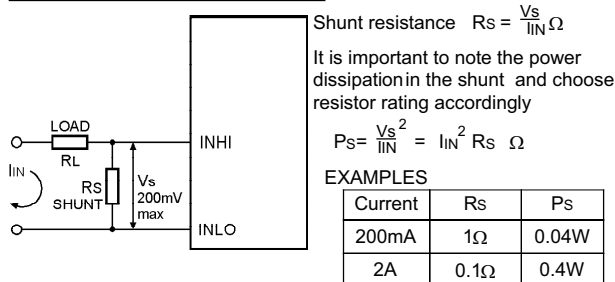 Shunt resistance Rs = Vs/IIN Ω
It is important to note the power
dissipation in the shunt and choose
resistor rating accordingly
Ps= Vs²/IIN = IIN² Rs Ω
LOAD
RL
IIN
Rs
SHUNT
Vs
200mV
max
INHI
INLO
EXAMPLES
Current Rs Ps
200mA 1Ω 0.04W
2A 0.1Ω 0.4W